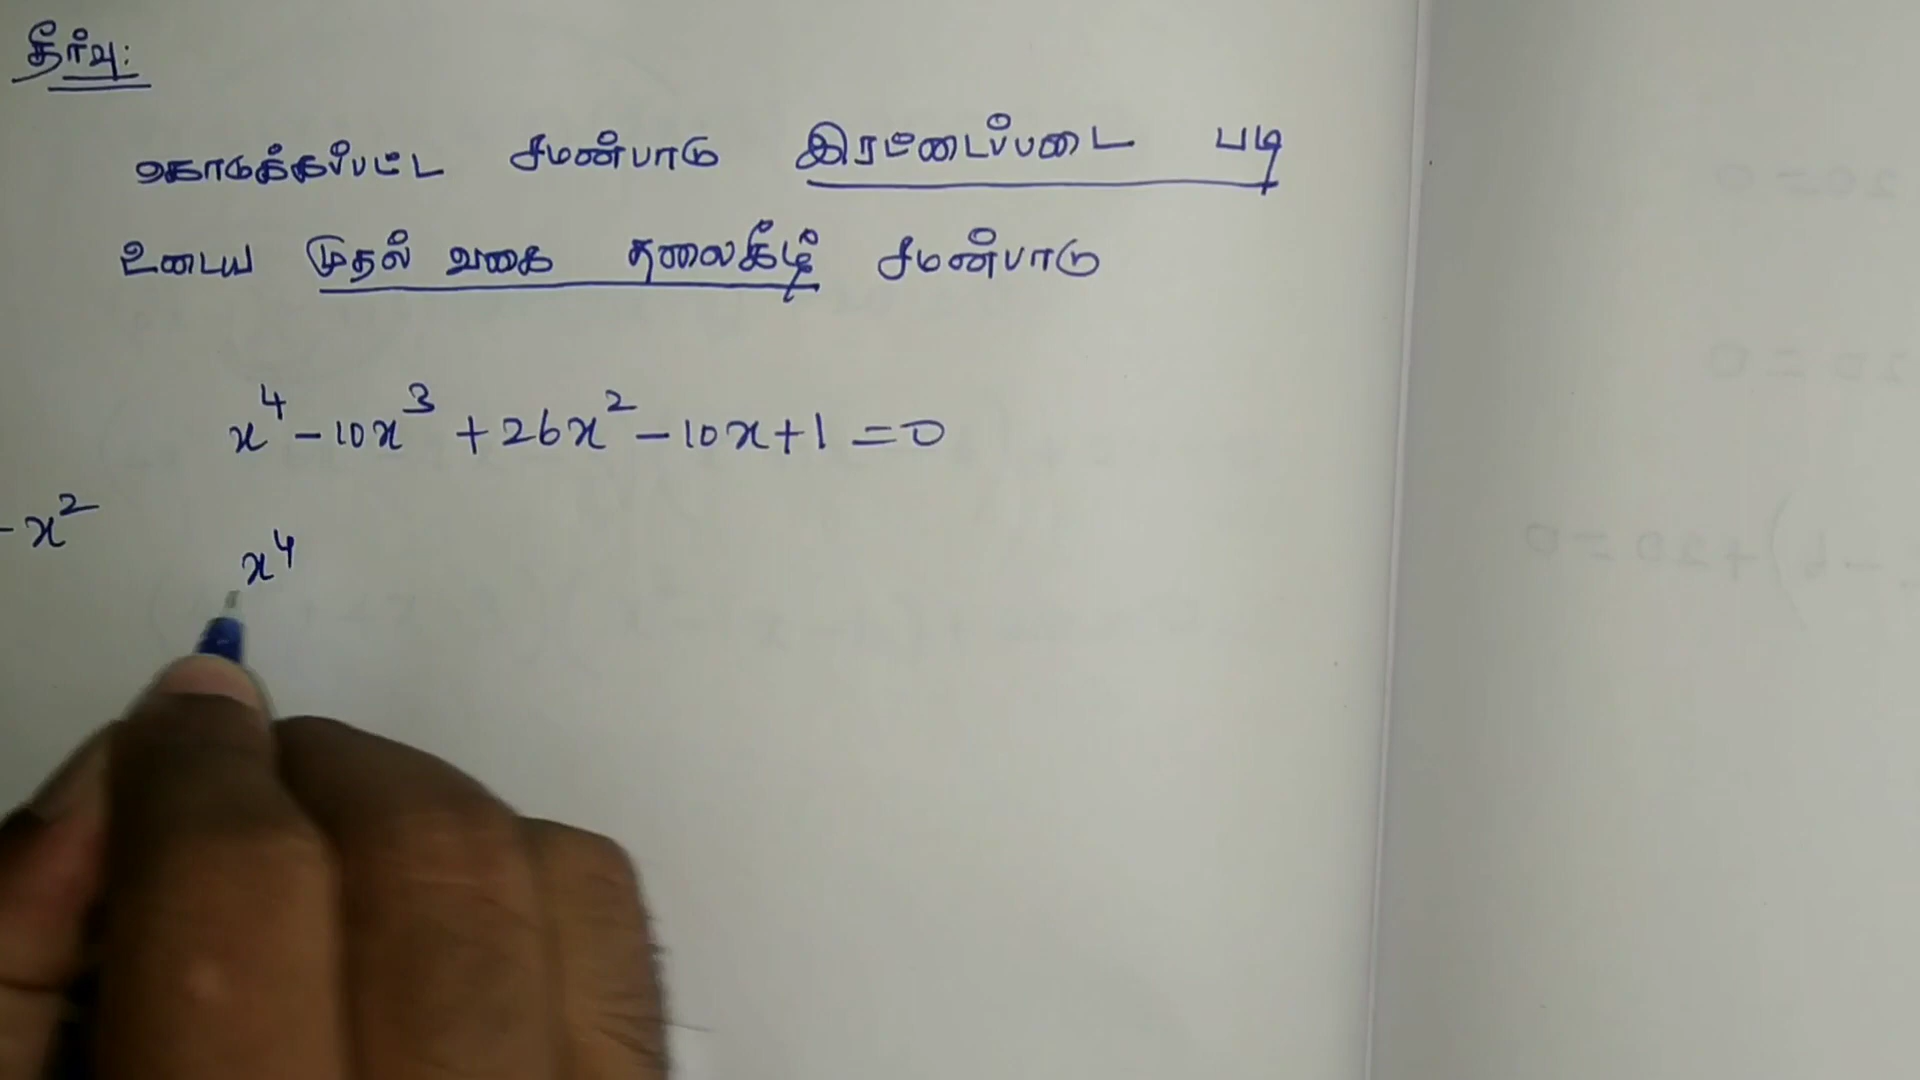 தீர்வு:
கொடுக்கப்பட்ட சமன்பாடு இரட்டைப்படை படி
உடைய முதல் வகை தலைகீழ் சமன்பாடு
x⁴ - 10x³ + 26x² - 10x + 1 = 0
- x²
x⁴